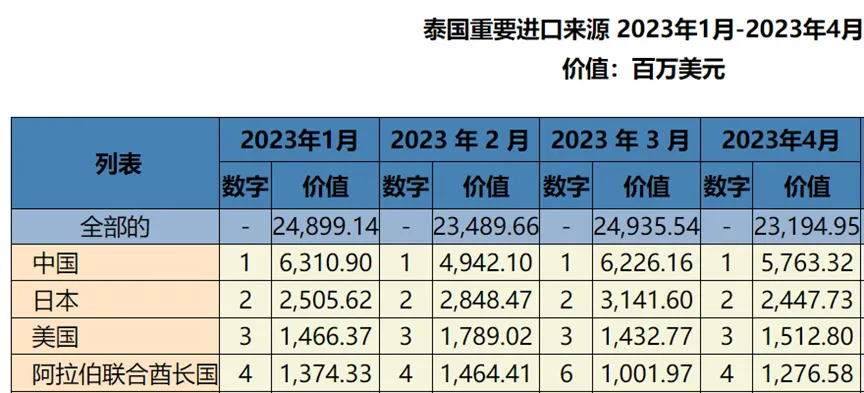 泰国重要进口来源 2023年1月-2023年4月
价值：百万美元
列表 2023年1月 2023 年 2 月 2023 年 3 月 2023年4月
数字 价值 数字 价值 数字 价值 数字 价值
全部的 - 24,899.14 - 23,489.66 - 24,935.54 - 23,194.95
中国 1 6,310.90 1 4,942.10 1 6,226.16 1 5,763.32
日本 2 2,505.62 2 2,848.47 2 3,141.60 2 2,447.73
美国 3 1,466.37 3 1,789.02 3 1,432.77 3 1,512.80
阿拉伯联合酋长国 4 1,374.33 4 1,464.41 6 1,001.97 4 1,276.58